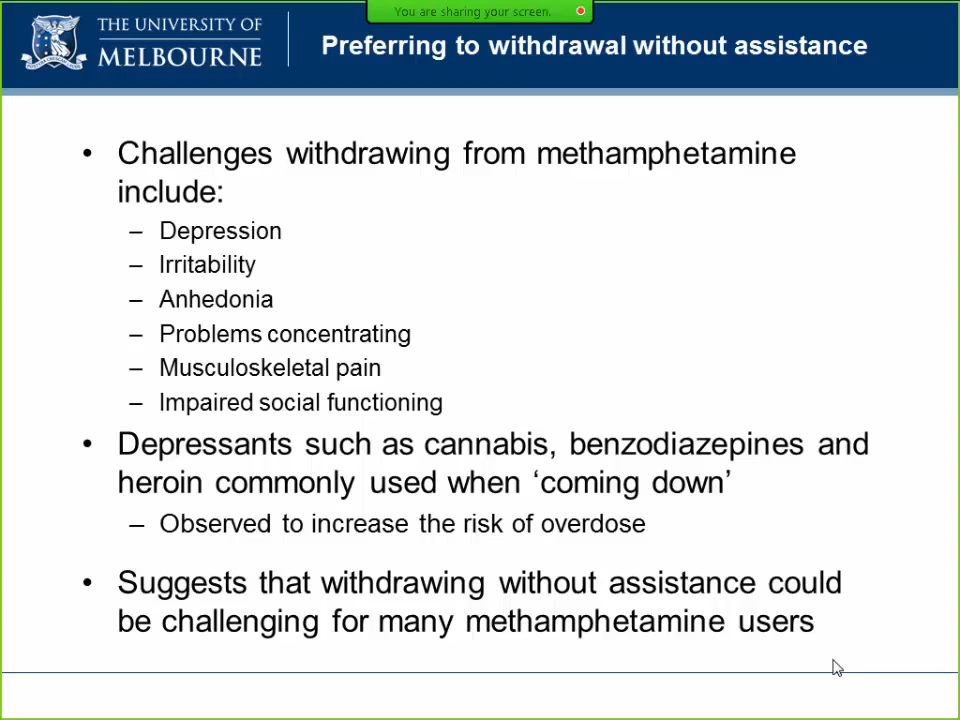 You are sharing your screen.
THE UNIVERSITY OF
MELBOURNE
Preferring to withdrawal without assistance
• Challenges withdrawing from methamphetamine
include:
– Depression
– Irritability
– Anhedonia
– Problems concentrating
– Musculoskeletal pain
– Impaired social functioning
• Depressants such as cannabis, benzodiazepines and
heroin commonly used when ‘coming down’
– Observed to increase the risk of overdose
• Suggests that withdrawing without assistance could
be challenging for many methamphetamine users